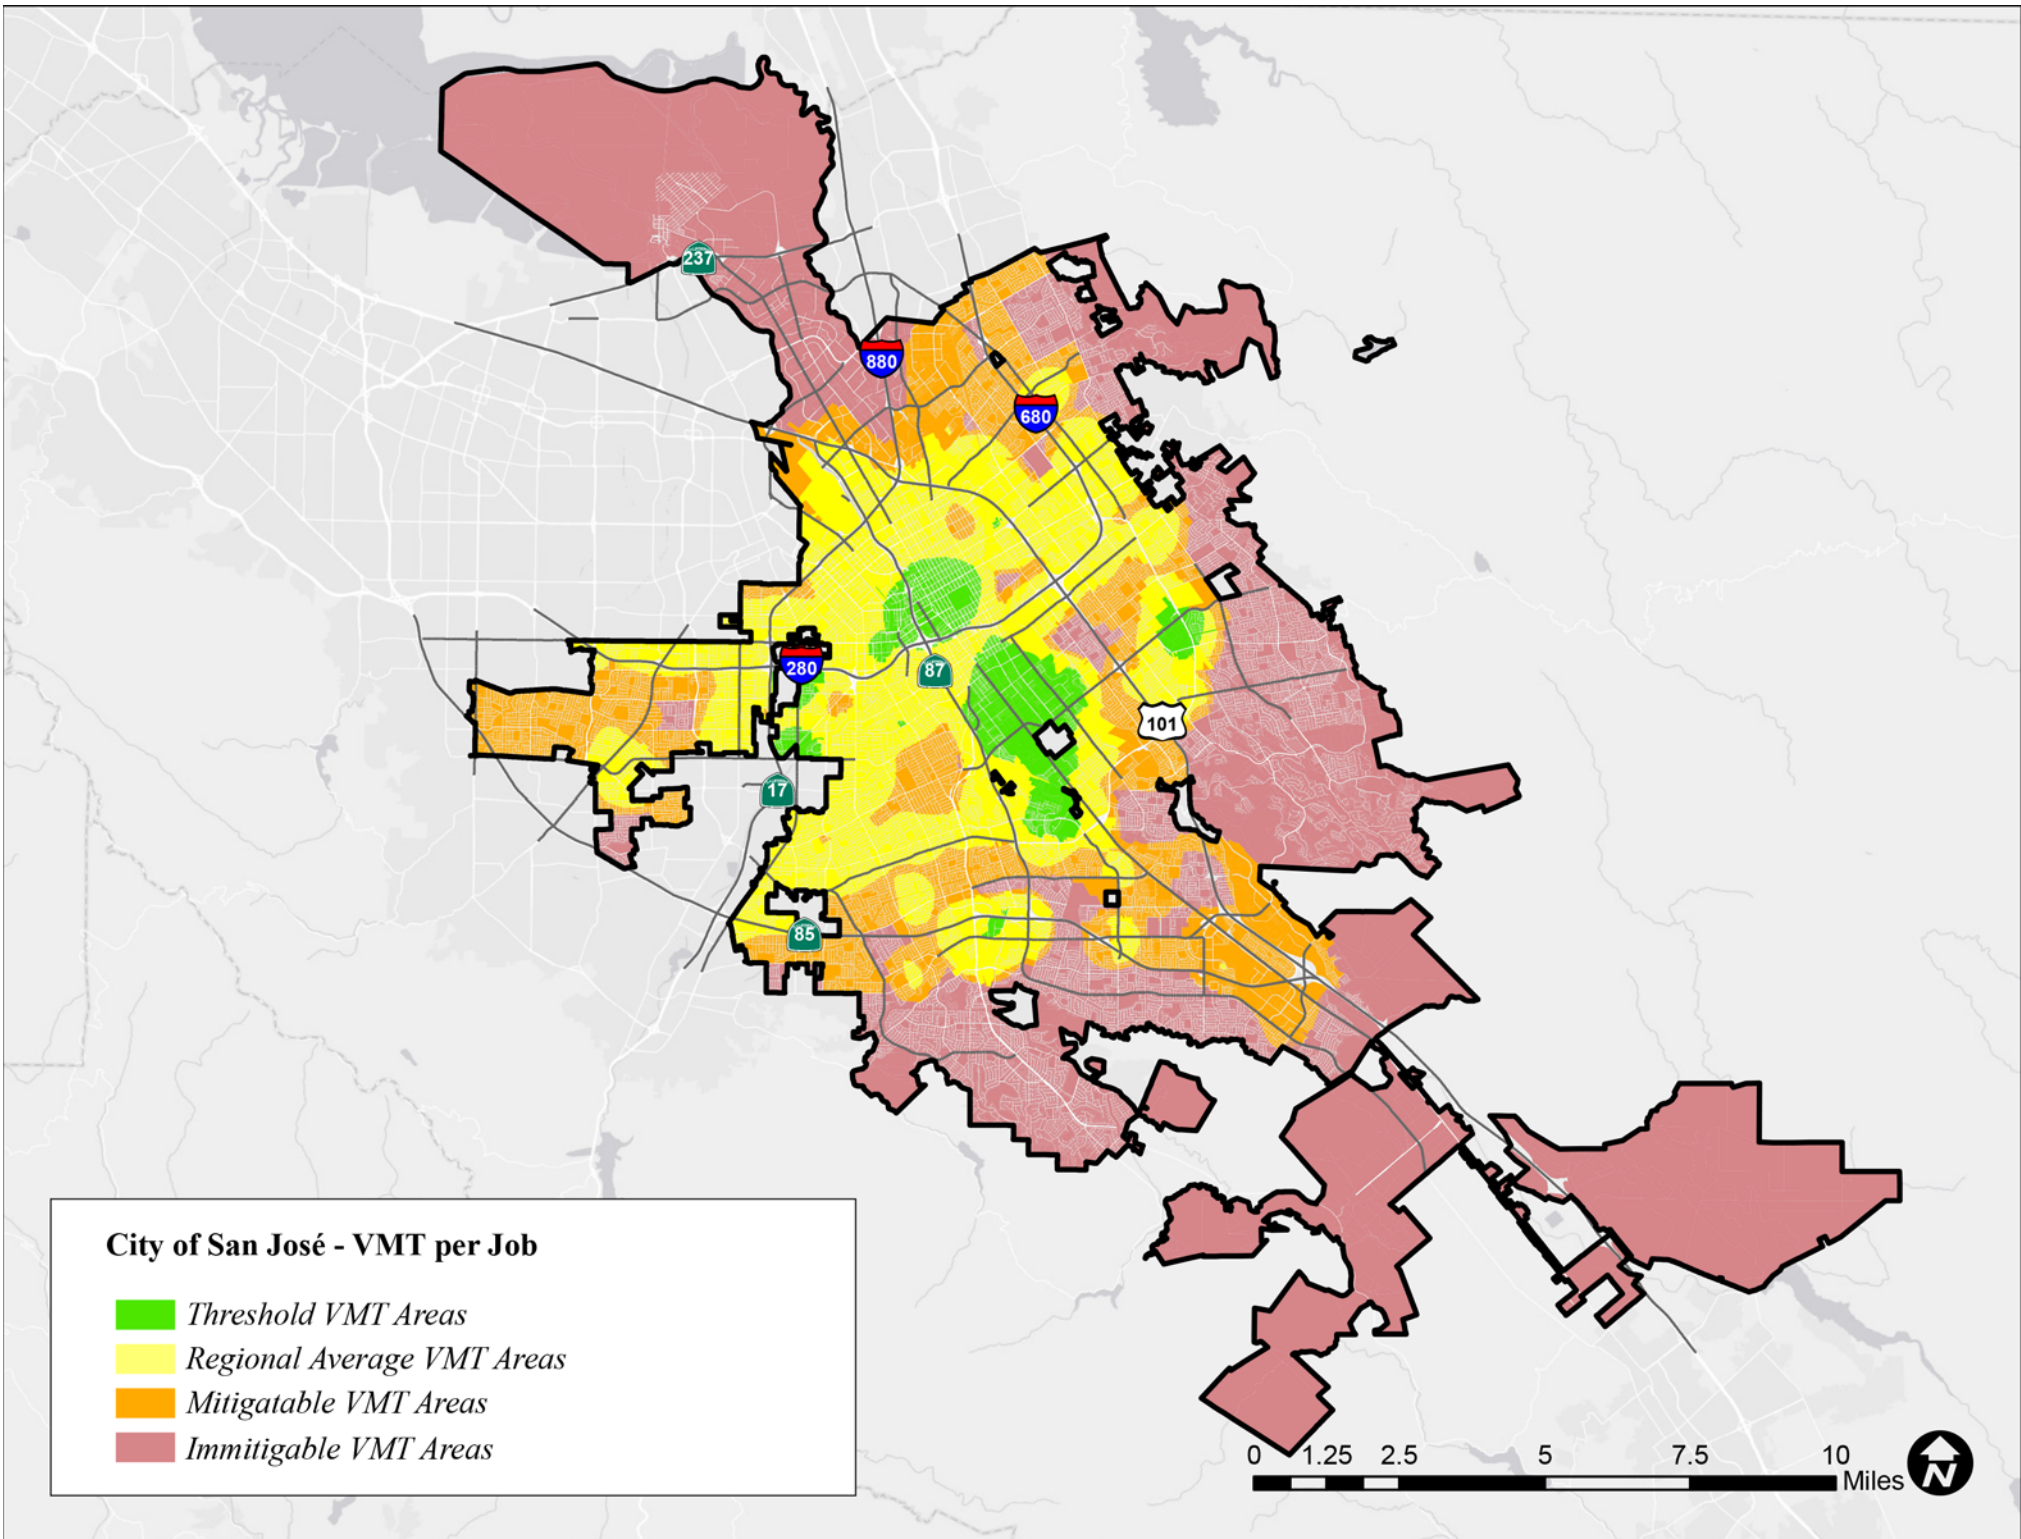 237
880
680
280
87
101
17
85
City of San José - VMT per Job
Threshold VMT Areas
Regional Average VMT Areas
Mitigatable VMT Areas
Immitigable VMT Areas
0 1.25 2.5 5 7.5 10
Miles
N